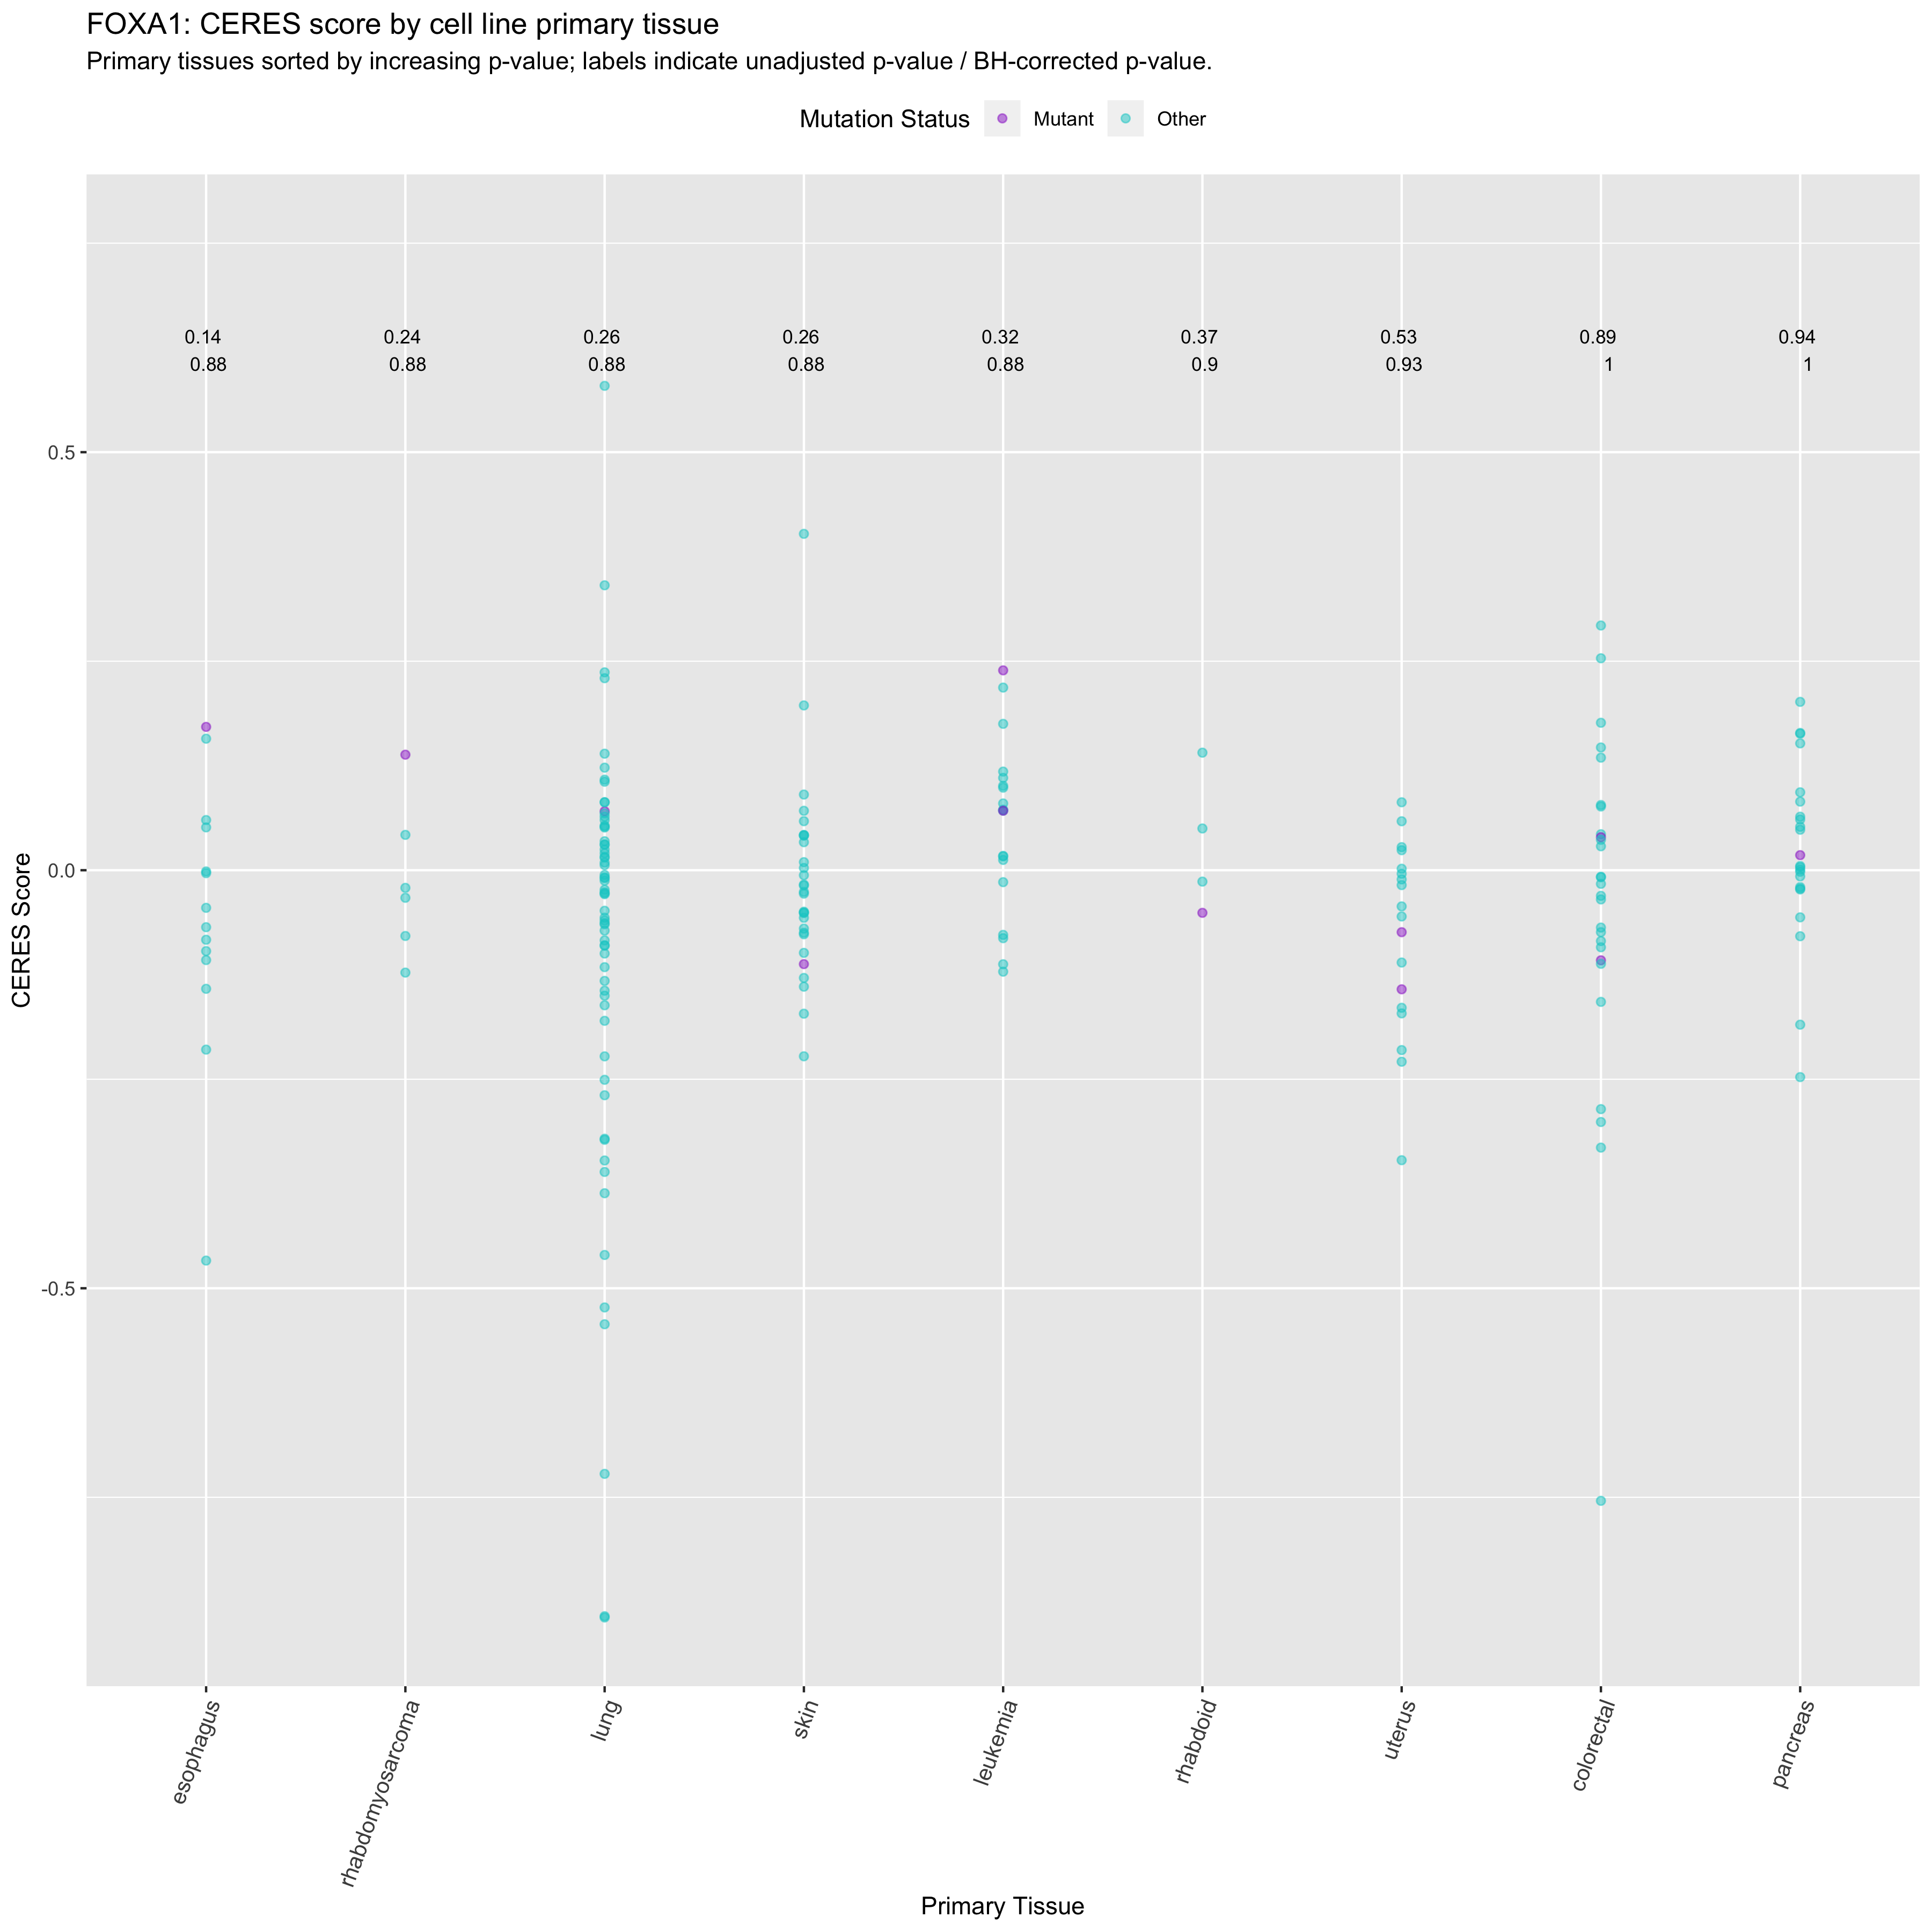 FOXA1: CERES score by cell line primary tissue
Primary tissues sorted by increasing p-value; labels indicate unadjusted p-value / BH-corrected p-value.
Mutation Status Mutant Other
0.14 0.24 0.26 0.26 0.32 0.37 0.53 0.89 0.94
0.88 0.88 0.88 0.88 0.88 0.9 0.93 1 1
0.5
0.0
-0.5
CERES Score
esophagus rhabdomyosarcoma lung skin leukemia rhabdoid uterus colorectal pancreas
Primary Tissue